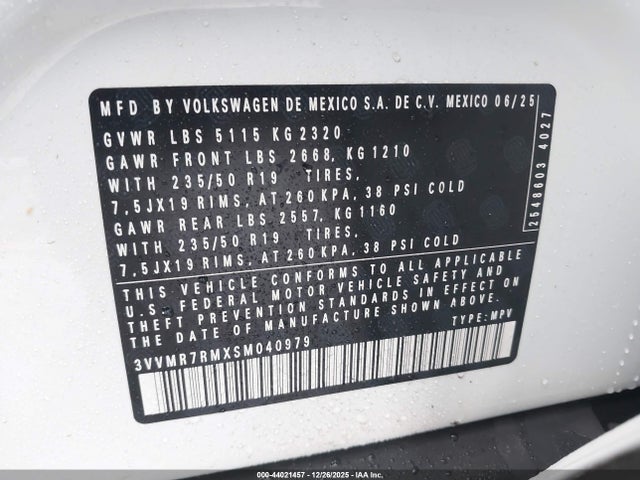 MFD BY VOLKSWAGEN DE MEXICO S.A. DE C.V. MEXICO 06/25
GVWR LBS 5115 KG 2320
GAWR FRONT LBS 2668, KG 1210
WITH 235/50 R19 TIRES,
7,5JX19 RIMS, AT 260 KPA, 38 PSI COLD
GAWR REAR LBS 2557, KG 1160
WITH 235/50 R19 TIRES,
7,5JX19 RIMS, AT 260 KPA, 38 PSI COLD
THIS VEHICLE CONFORMS TO ALL APPLICABLE
U.S. FEDERAL MOTOR VEHICLE SAFETY AND
THEFT PREVENTION STANDARDS IN EFFECT ON
THE DATE OF MANUFACTURE SHOWN ABOVE.
TYPE: MPV
3VVMR7RMXSM040979
2548603 4027
000-44021457 - 12/26/2025 - IAAI.CA